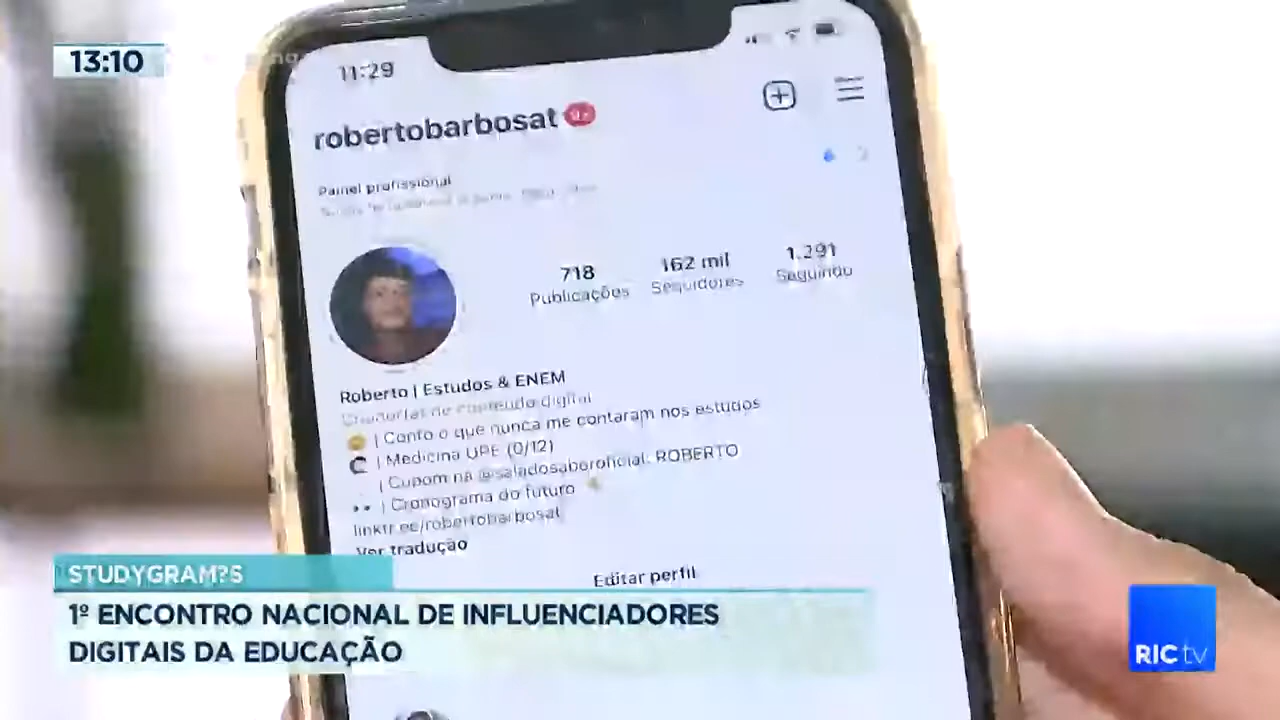 13:10
11:29
robertobarbosat
Painel profissional
718
162 mil
1.291
Publicações
Seguidores
Seguindo
Roberto | Estudos & ENEM
de conteúdo digital
| Conto o que nunca me contaram nos estudos
| Medicina UPE (0/12)
| Cupom na @saladosaberoficial: ROBERTO
| Cronograma do futuro
linktr.ee/robertobarbosat
Ver tradução
Editar perfil
STUDYGRAM?S
1º ENCONTRO NACIONAL DE INFLUENCIADORES
DIGITAIS DA EDUCAÇÃO
RIC tv